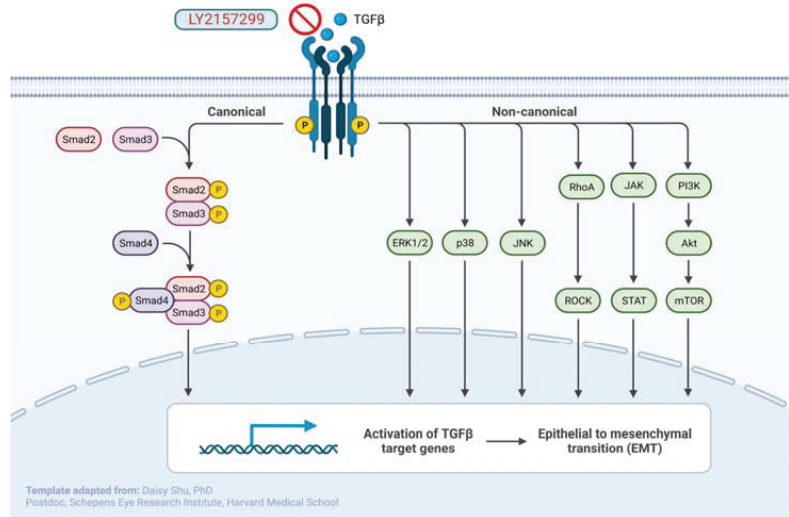 LY2157299
TGFβ
Canonical
Non-canonical
P
P
Smad2
Smad3
Smad2
P
Smad3
P
RhoA
JAK
PI3K
Smad4
ERK1/2
p38
JNK
Akt
P
Smad4
Smad2
P
Smad3
P
ROCK
STAT
mTOR
Activation of TGFβ
target genes
Epithelial to mesenchymal
transition (EMT)
Template adapted from: Daisy Shu, PhD
Postdoc, Schepens Eye Research Institute, Harvard Medical School